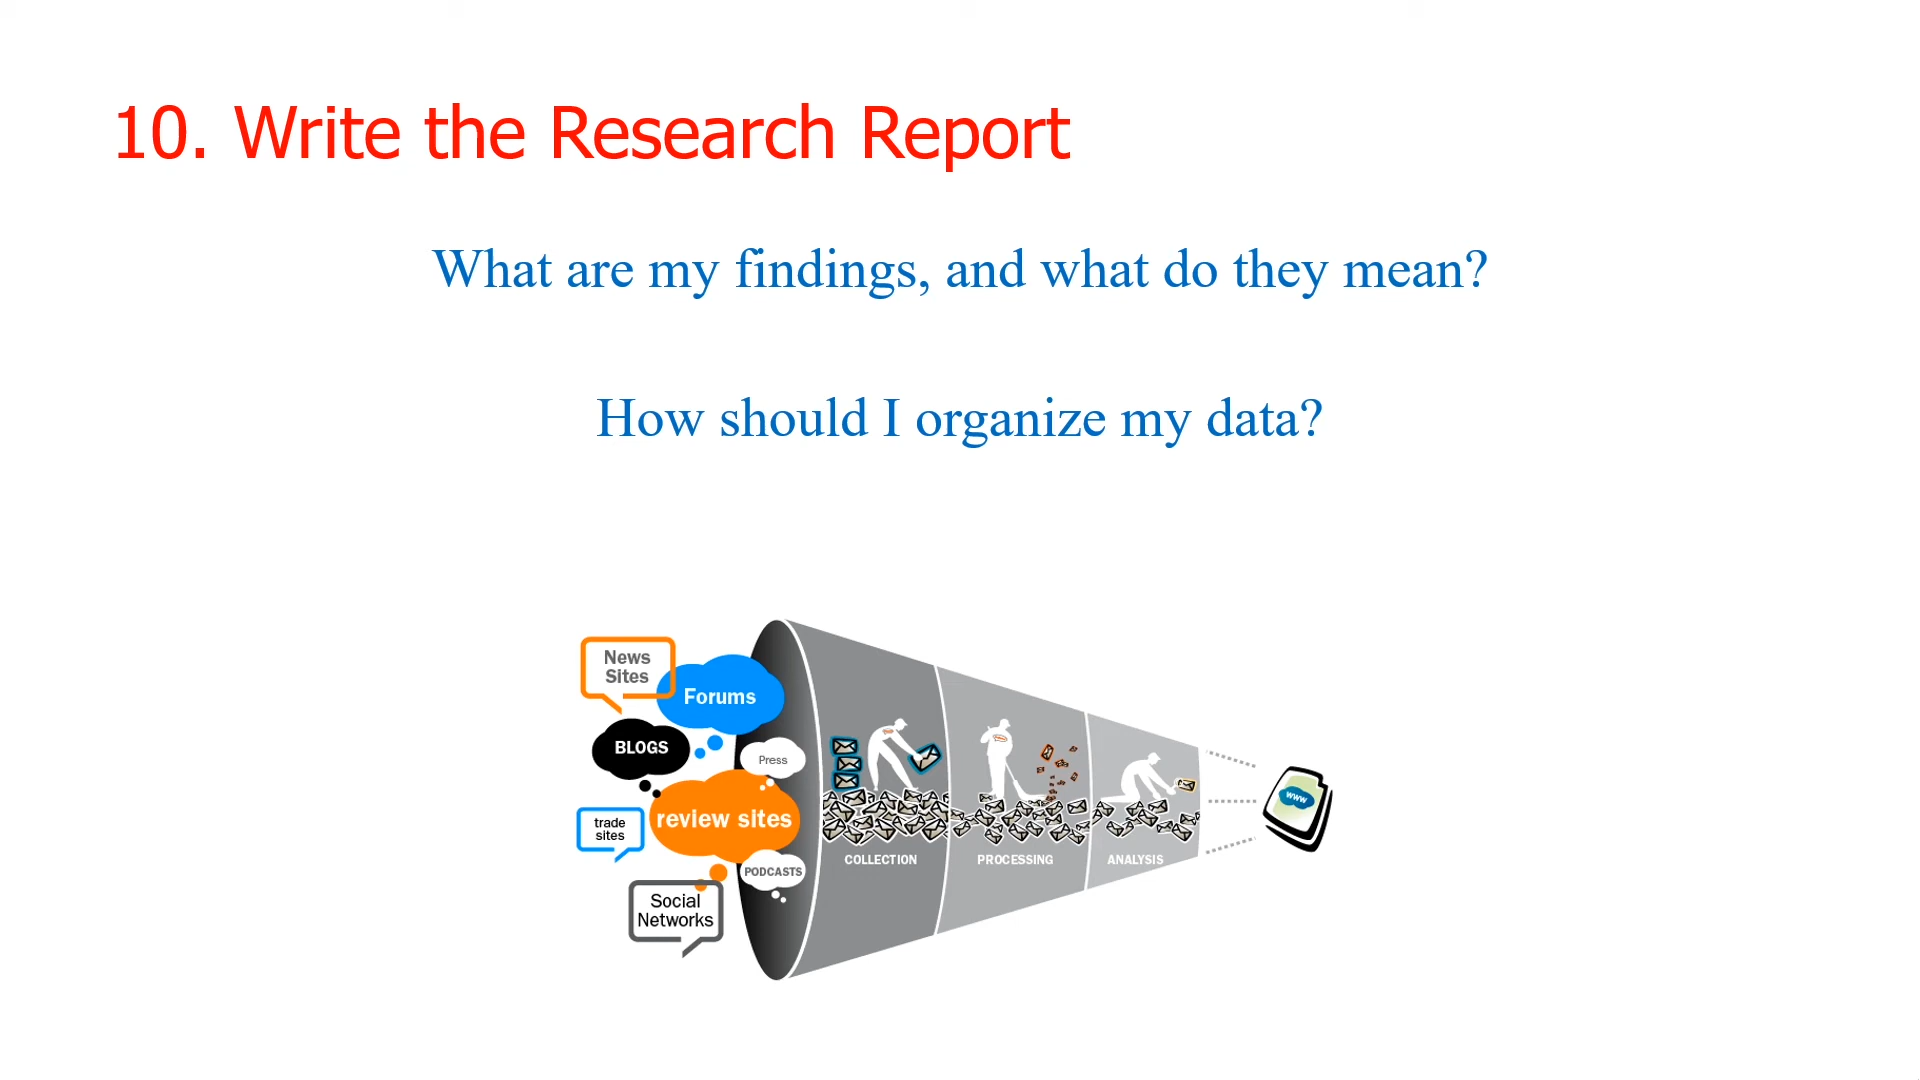 10. Write the Research Report
What are my findings, and what do they mean?
How should I organize my data?
News
Sites
Forums
BLOGS
Press
trade
sites
review sites
PODCASTS
Social
Networks
COLLECTION
PROCESSING
ANALYSIS
www